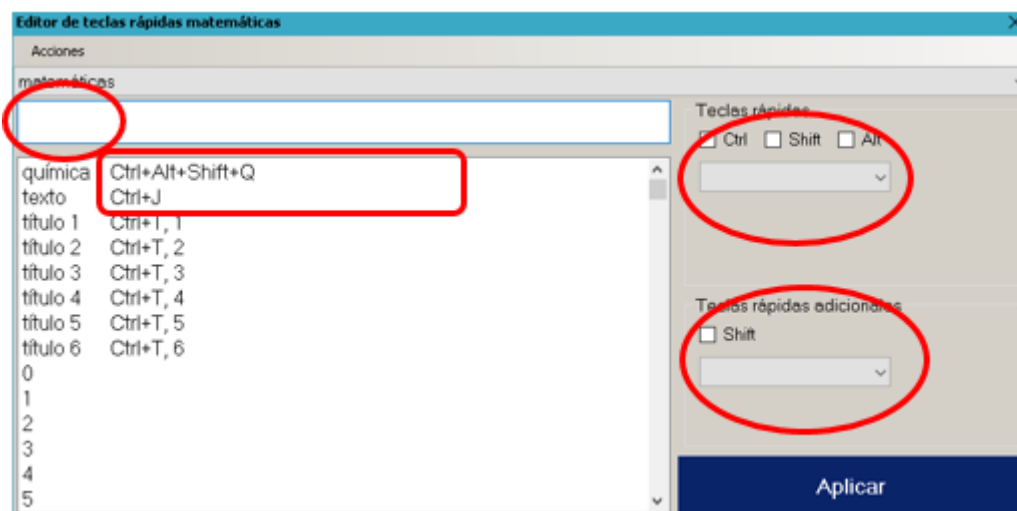 Editor de teclas rápidas matemáticas
Acciones
matemáticas
Teclas rápidas
Ctrl Shift Alt
química Ctrl+Alt+Shift+Q
texto Ctrl+J
título 1 Ctrl+T, 1
título 2 Ctrl+T, 2
título 3 Ctrl+T, 3
título 4 Ctrl+T, 4
título 5 Ctrl+T, 5
título 6 Ctrl+T, 6
0
1
2
3
4
5
Teclas rápidas adicionales
Shift
Aplicar